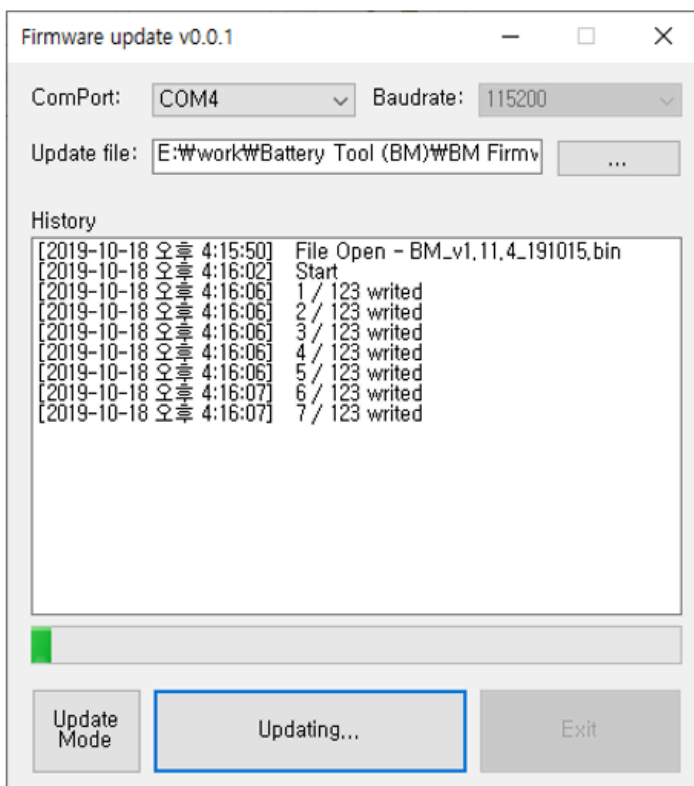 Firmware update v0.0.1
ComPort: COM4 Baudrate: 115200
Update file: E:₩work₩Battery Tool (BM)₩BM Firmv ...
History
[2019-10-18 오후 4:15:50] File Open - BM_v1.11.4_191015.bin
[2019-10-18 오후 4:16:02] Start
[2019-10-18 오후 4:16:06] 1 / 123 writed
[2019-10-18 오후 4:16:06] 2 / 123 writed
[2019-10-18 오후 4:16:06] 3 / 123 writed
[2019-10-18 오후 4:16:06] 4 / 123 writed
[2019-10-18 오후 4:16:06] 5 / 123 writed
[2019-10-18 오후 4:16:07] 6 / 123 writed
[2019-10-18 오후 4:16:07] 7 / 123 writed
Update
Mode
Updating...
Exit